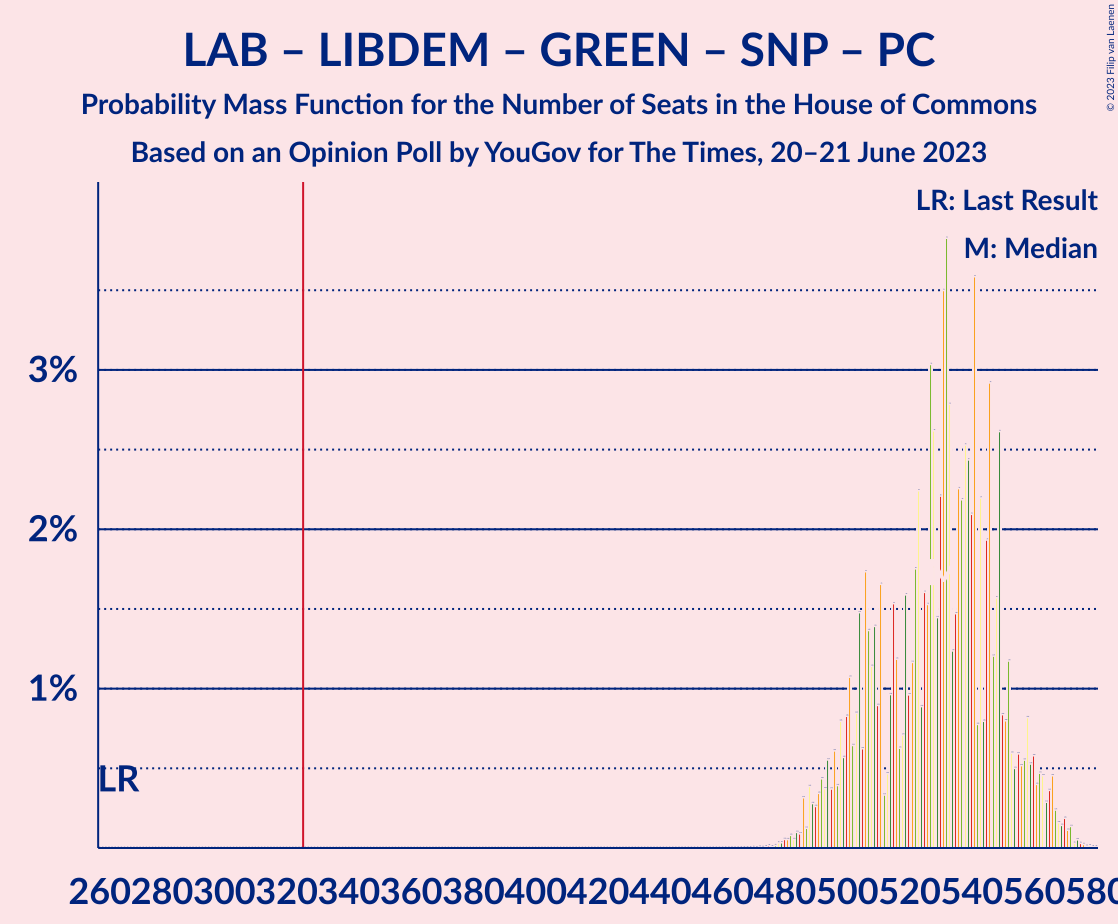 LAB – LIBDEM – GREEN – SNP – PC
Probability Mass Function for the Number of Seats in the House of Commons
Based on an Opinion Poll by YouGov for The Times, 20–21 June 2023
© 2023 Filip van Laenen
LR: Last Result
M: Median
3%
2%
1%
LR
260 280 300 320 340 360 380 400 420 440 460 480 500 520 540 560 580